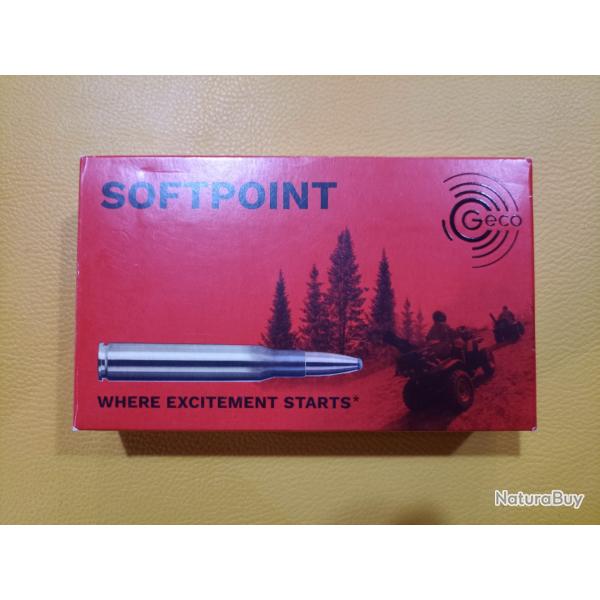 SOFTPOINT
Geco
WHERE EXCITEMENT STARTS*
NaturaBuy